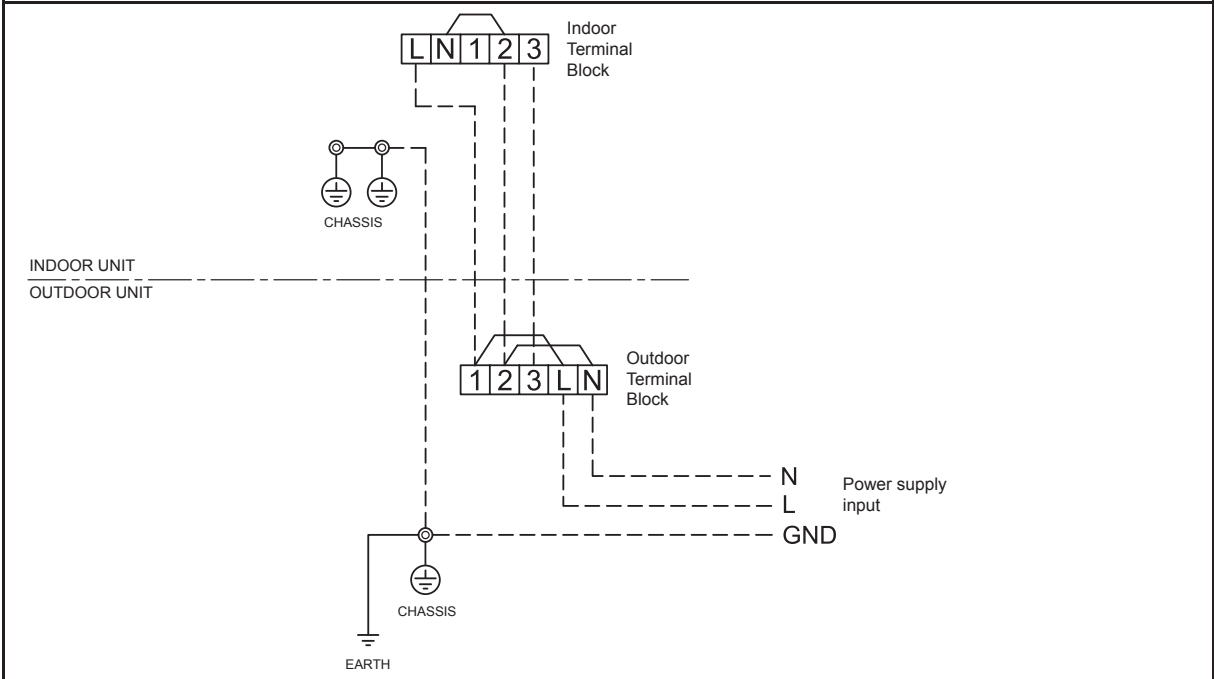 Indoor
Terminal
Block
L N 1 2 3
CHASSIS
INDOOR UNIT
OUTDOOR UNIT
Outdoor
Terminal
Block
1 2 3 L N
N
L
GND
Power supply
input
CHASSIS
EARTH